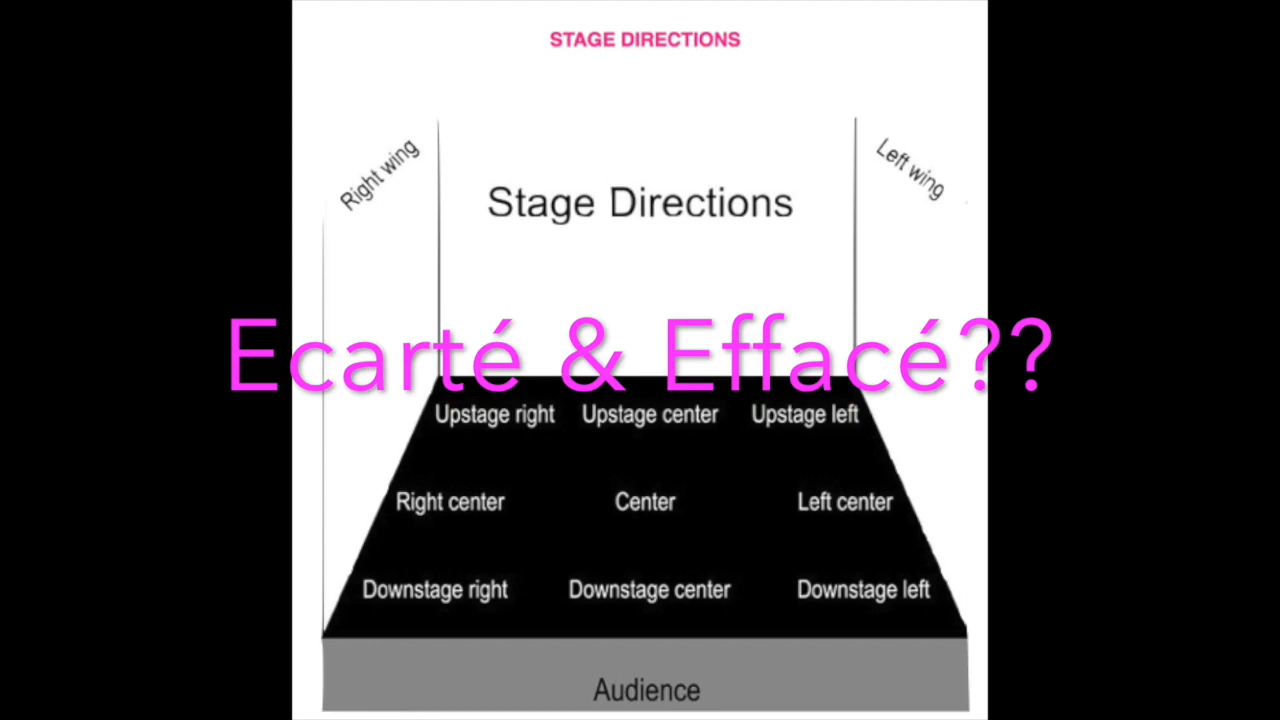 STAGE DIRECTIONS
Right wing
Left wing
Stage Directions
Ecarté & Effacé??
Upstage right Upstage center Upstage left
Right center Center Left center
Downstage right Downstage center Downstage left
Audience